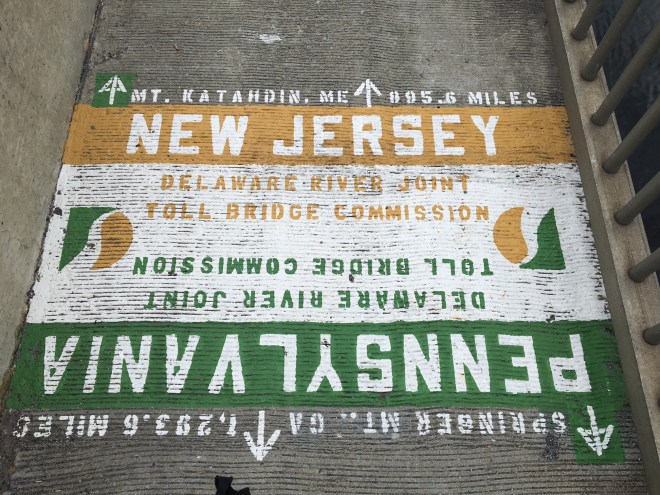 MT. KATAHDIN, ME 895.6 MILES
NEW JERSEY
DELAWARE RIVER JOINT
TOLL BRIDGE COMMISSION
SPRINGER MT., GA 1,293.6 MILES
PENNSYLVANIA
DELAWARE RIVER JOINT
TOLL BRIDGE COMMISSION